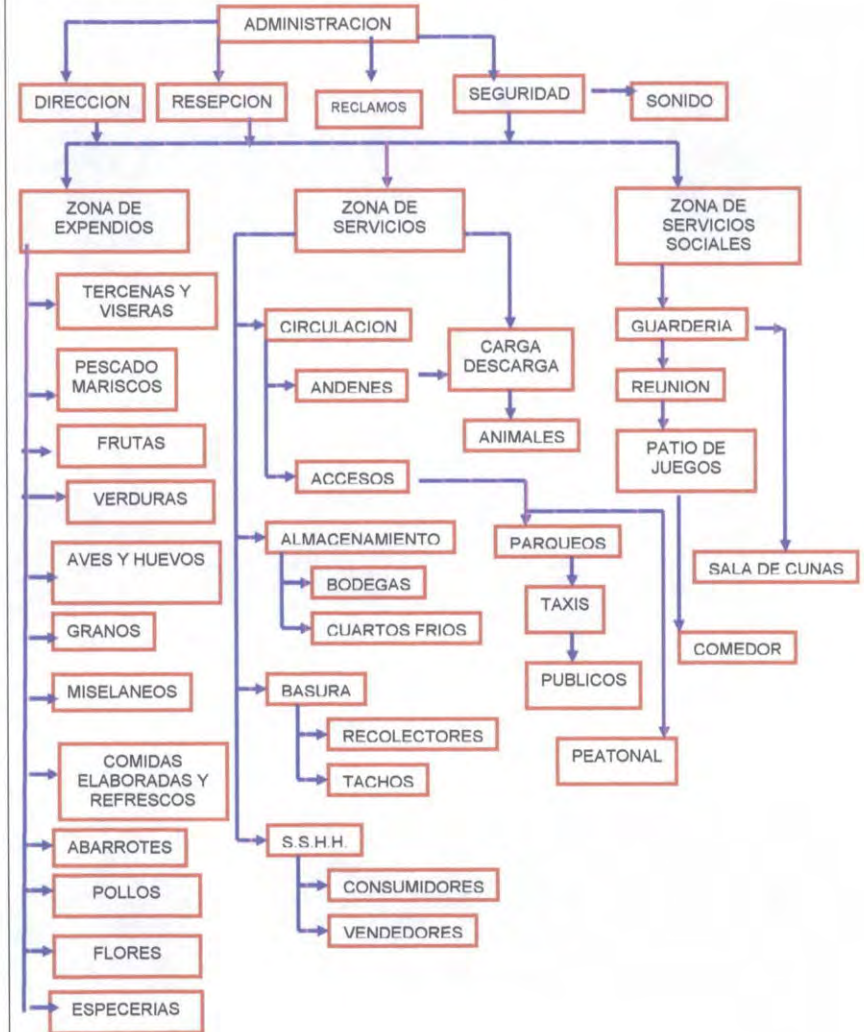 ADMINISTRACION
DIRECCION
RESEPCION
RECLAMOS
SEGURIDAD
SONIDO
ZONA DE
EXPENDIOS
TERCENAS Y
VISERAS
PESCADO
MARISCOS
FRUTAS
VERDURAS
AVES Y HUEVOS
GRANOS
MISELANEOS
COMIDAS
ELABORADAS Y
REFRESCOS
ABARROTES
POLLOS
FLORES
ESPECERIAS
ZONA DE
SERVICIOS
CIRCULACION
ANDENES
ACCESOS
CARGA
DESCARGA
ANIMALES
PARQUEOS
TAXIS
PUBLICOS
PEATONAL
ALMACENAMIENTO
BODEGAS
CUARTOS FRIOS
BASURA
RECOLECTORES
TACHOS
S.S.H.H.
CONSUMIDORES
VENDEDORES
ZONA DE
SERVICIOS
SOCIALES
GUARDERIA
REUNION
PATIO DE
JUEGOS
SALA DE CUNAS
COMEDOR